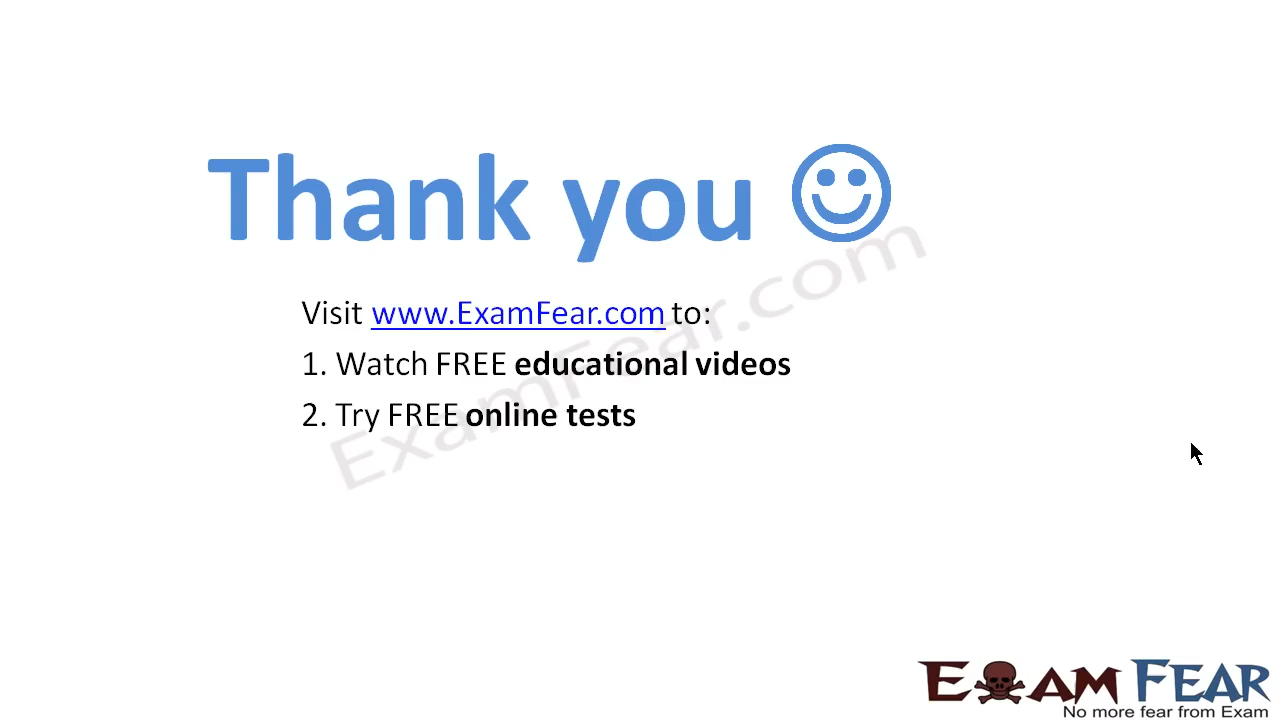 Thank you
Visit www.ExamFear.com to:
1. Watch FREE educational videos
2. Try FREE online tests
ExamFear.com
EXAM FEAR
No more fear from Exam